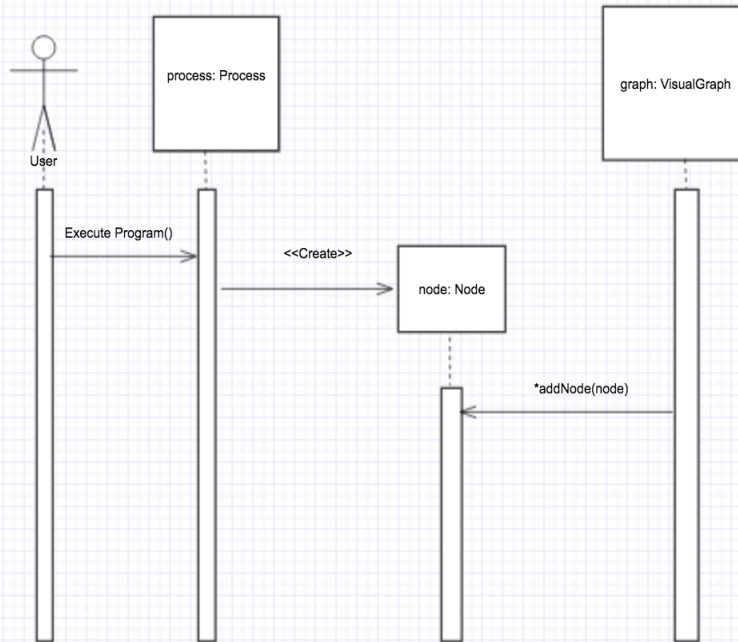 process: Process
graph: VisualGraph
User
Execute Program()
<<Create>>
node: Node
*addNode(node)